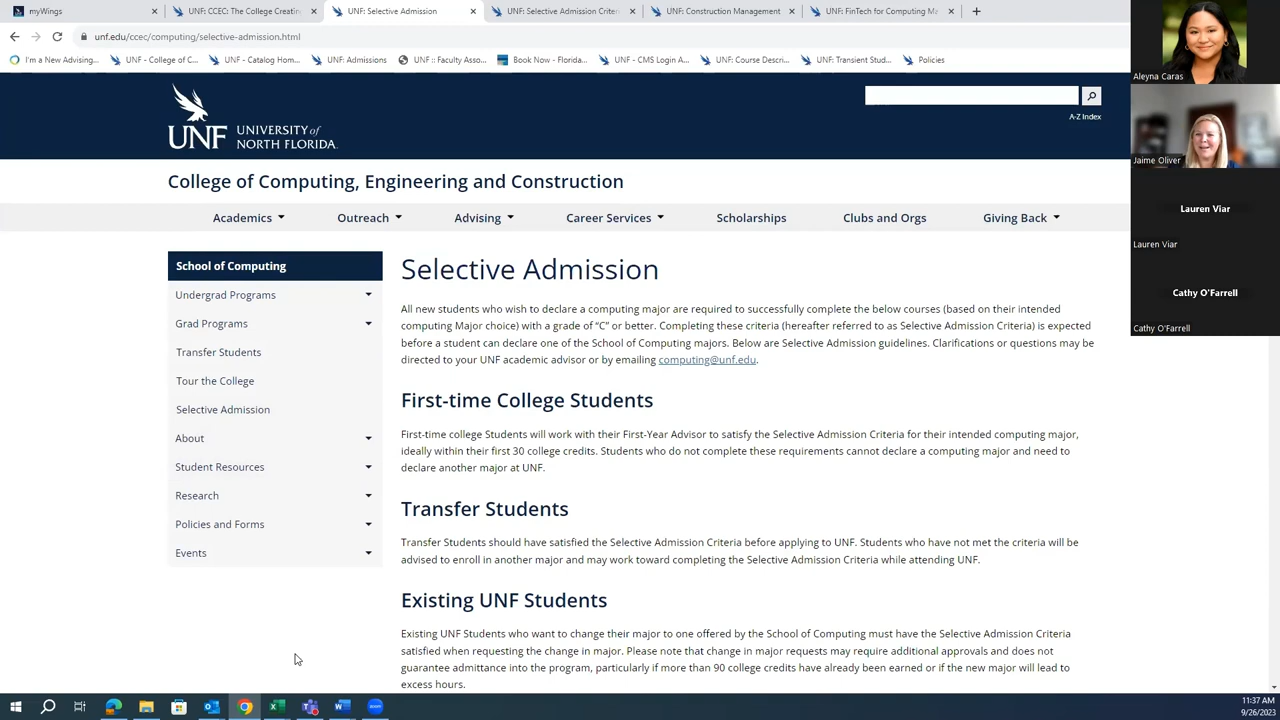 myWings
UNF: CCEC: The College Creatin
UNF: Selective Admission
UNF: Selective Admission Crite
UNF: Construction Management
UNF: FinTech for Computing M
unf.edu/ccec/computing/selective-admission.html
I'm a New Advising...
UNF - College of C...
UNF - Catalog Hom...
UNF: Admissions
UNF :: Faculty Asso...
Book Now - Florida...
UNF - CMS Login A...
UNF: Course Descri...
UNF: Transient Stud...
Policies
UNF UNIVERSITY of
NORTH FLORIDA.
A-Z Index
College of Computing, Engineering and Construction
Academics
Outreach
Advising
Career Services
Scholarships
Clubs and Orgs
Giving Back
School of Computing
Undergrad Programs
Grad Programs
Transfer Students
Tour the College
Selective Admission
About
Student Resources
Research
Policies and Forms
Events
Selective Admission
All new students who wish to declare a computing major are required to successfully complete the below courses (based on their intended
computing Major choice) with a grade of “C” or better. Completing these criteria (hereafter referred to as Selective Admission Criteria) is expected
before a student can declare one of the School of Computing majors. Below are Selective Admission guidelines. Clarifications or questions may be
directed to your UNF academic advisor or by emailing computing@unf.edu.
First-time College Students
First-time college Students will work with their First-Year Advisor to satisfy the Selective Admission Criteria for their intended computing major,
ideally within their first 30 college credits. Students who do not complete these requirements cannot declare a computing major and need to
declare another major at UNF.
Transfer Students
Transfer Students should have satisfied the Selective Admission Criteria before applying to UNF. Students who have not met the criteria will be
advised to enroll in another major and may work toward completing the Selective Admission Criteria while attending UNF.
Existing UNF Students
Existing UNF Students who want to change their major to one offered by the School of Computing must have the Selective Admission Criteria
satisfied when requesting the change in major. Please note that change in major requests may require additional approvals and does not
guarantee admittance into the program, particularly if more than 90 college credits have already been earned or if the new major will lead to
excess hours.
Aleyna Caras
Jaime Oliver
Lauren Viar
Lauren Viar
Cathy O'Farrell
Cathy O'Farrell
11:37 AM
9/26/2023